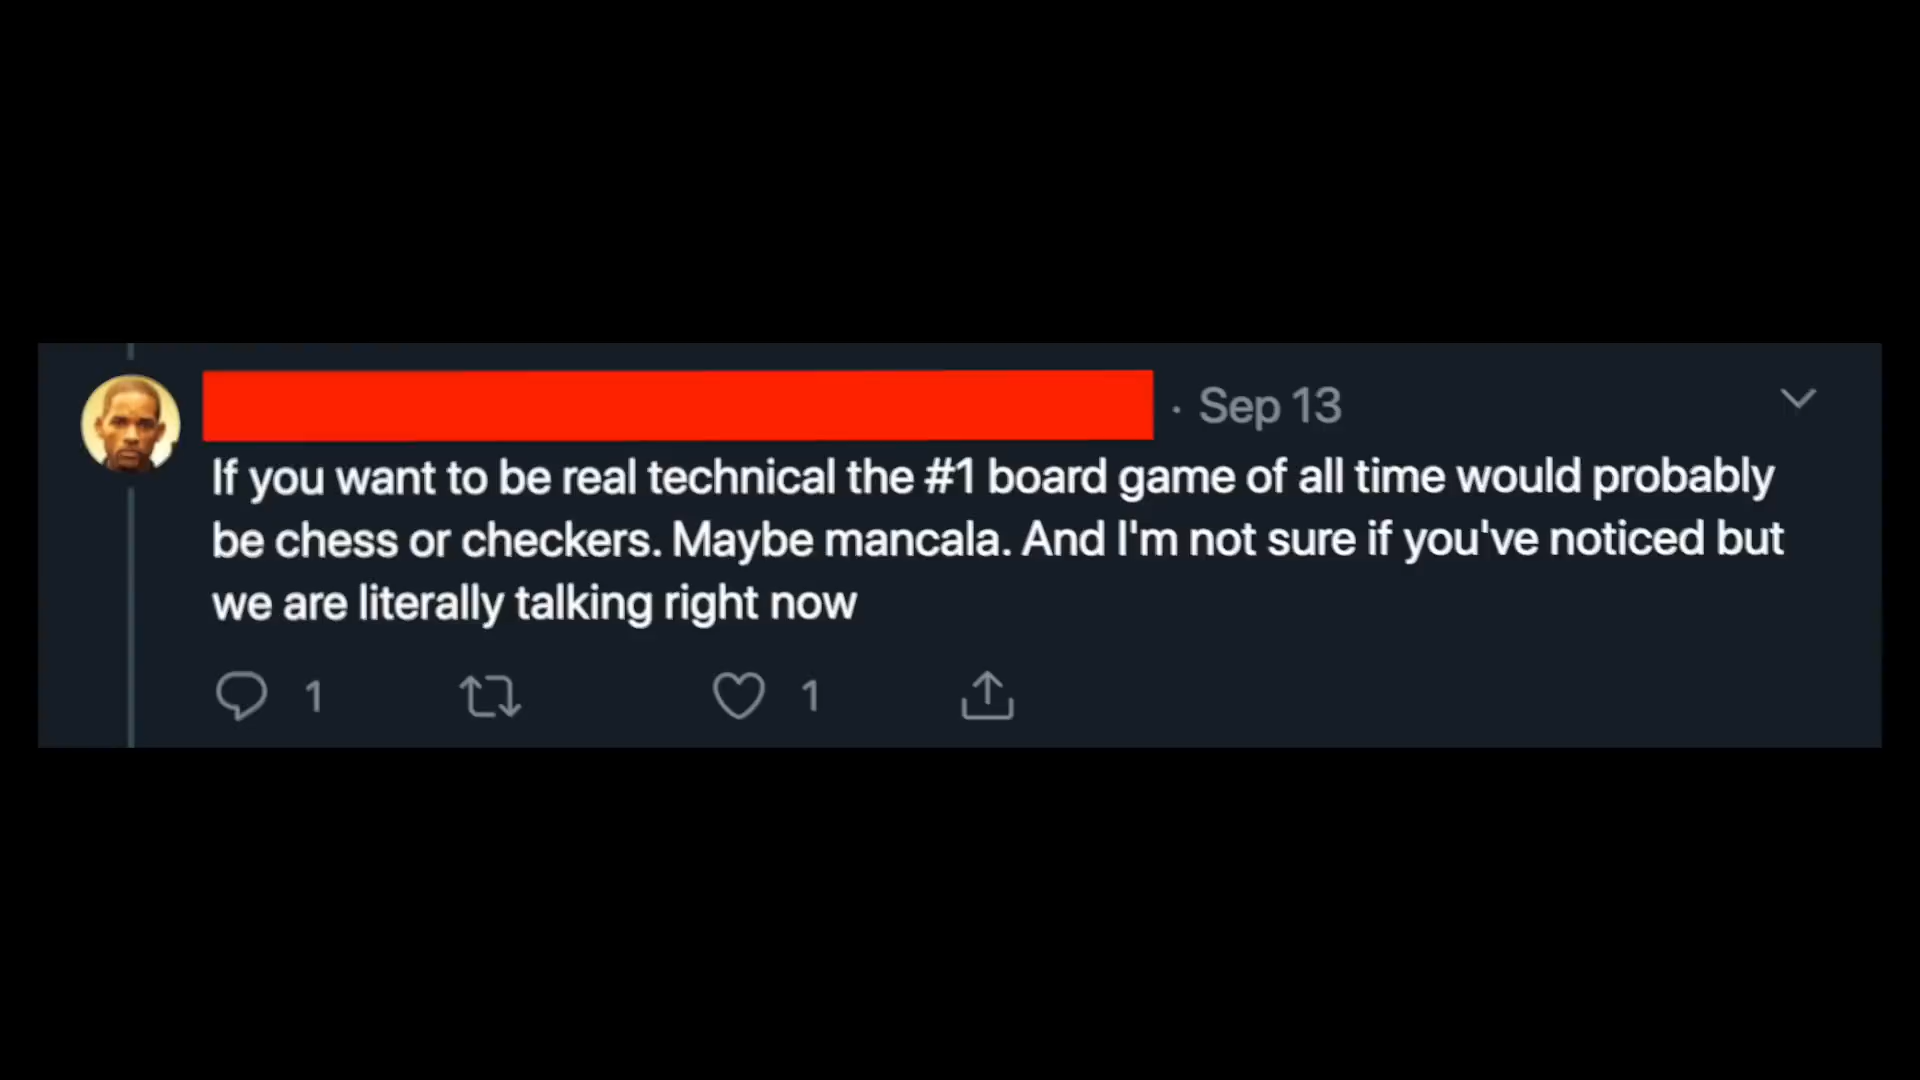 · Sep 13
If you want to be real technical the #1 board game of all time would probably
be chess or checkers. Maybe mancala. And I'm not sure if you've noticed but
we are literally talking right now
1 1